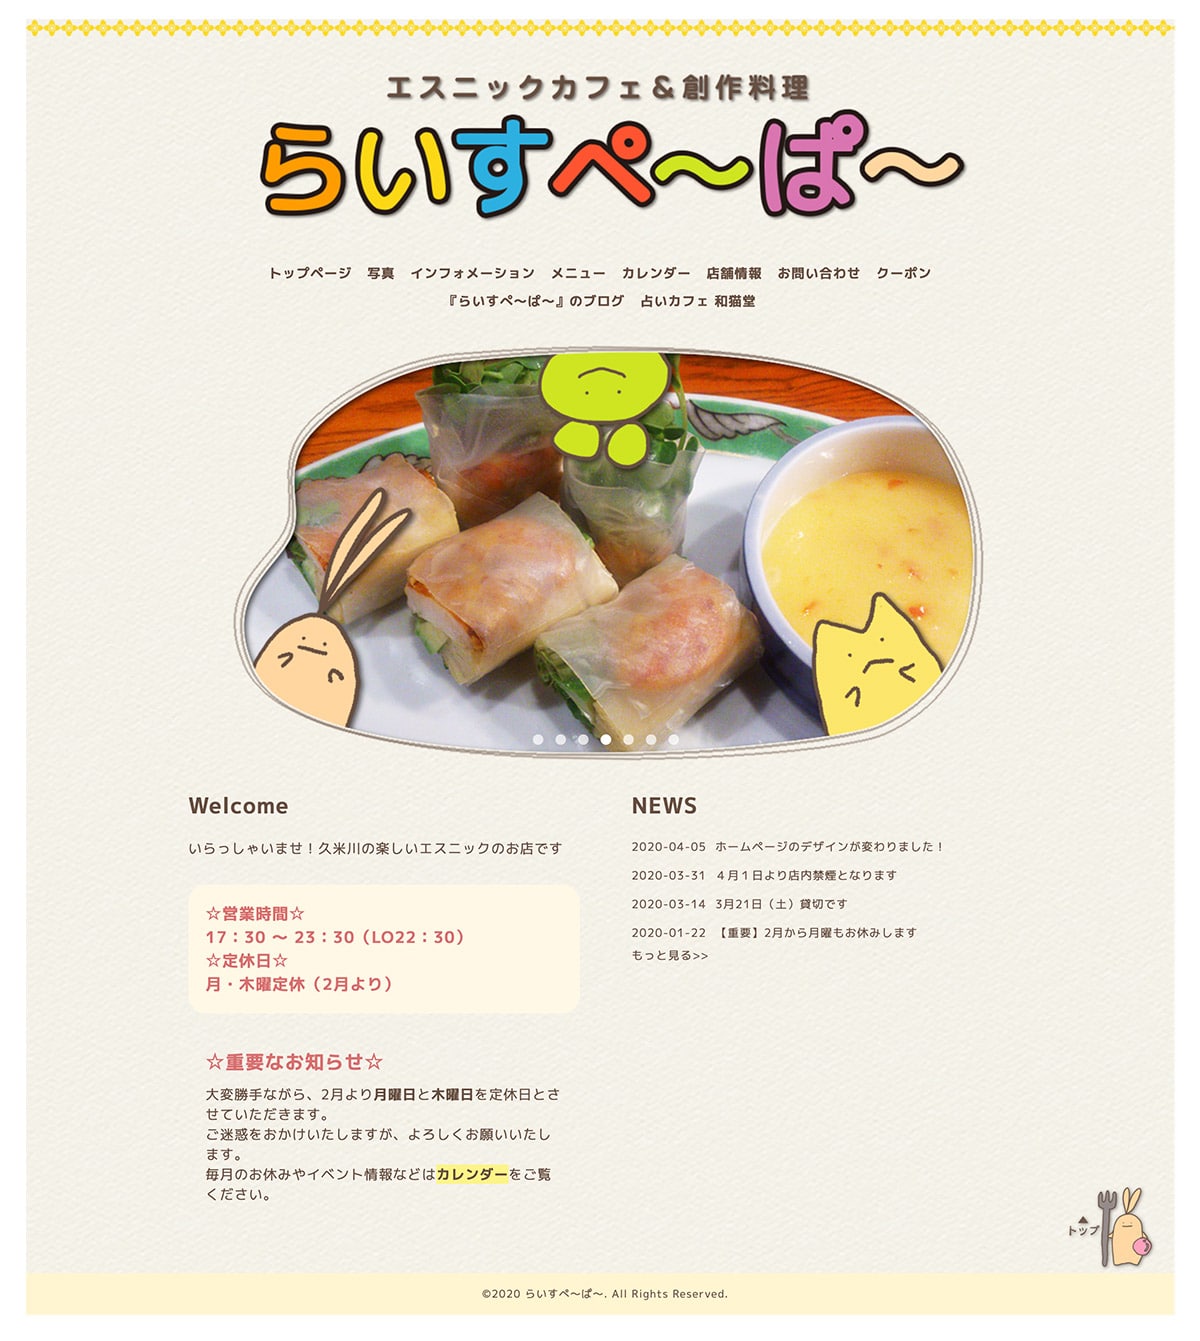 エスニックカフェ＆創作料理
らいすぺ〜ぱ〜
トップページ 写真 インフォメーション メニュー カレンダー 店舗情報 お問い合わせ クーポン
『らいすぺ〜ぱ〜』のブログ 占いカフェ 和猫堂
Welcome
いらっしゃいませ！久米川の楽しいエスニックのお店です
☆営業時間☆
17：30 〜 23：30（LO22：30）
☆定休日☆
月・木曜定休（2月より）
☆重要なお知らせ☆
大変勝手ながら、2月より月曜日と木曜日を定休日とさ
せていただきます。
ご迷惑をおかけいたしますが、よろしくお願いいたし
ます。
毎月のお休みやイベント情報などはカレンダーをご覧
ください。
NEWS
2020-04-05 ホームページのデザインが変わりました！
2020-03-31 ４月１日より店内禁煙となります
2020-03-14 3月21日（土）貸切です
2020-01-22 【重要】2月から月曜もお休みします
もっと見る>>
▲
トップ
©2020 らいすぺ〜ぱ〜. All Rights Reserved.